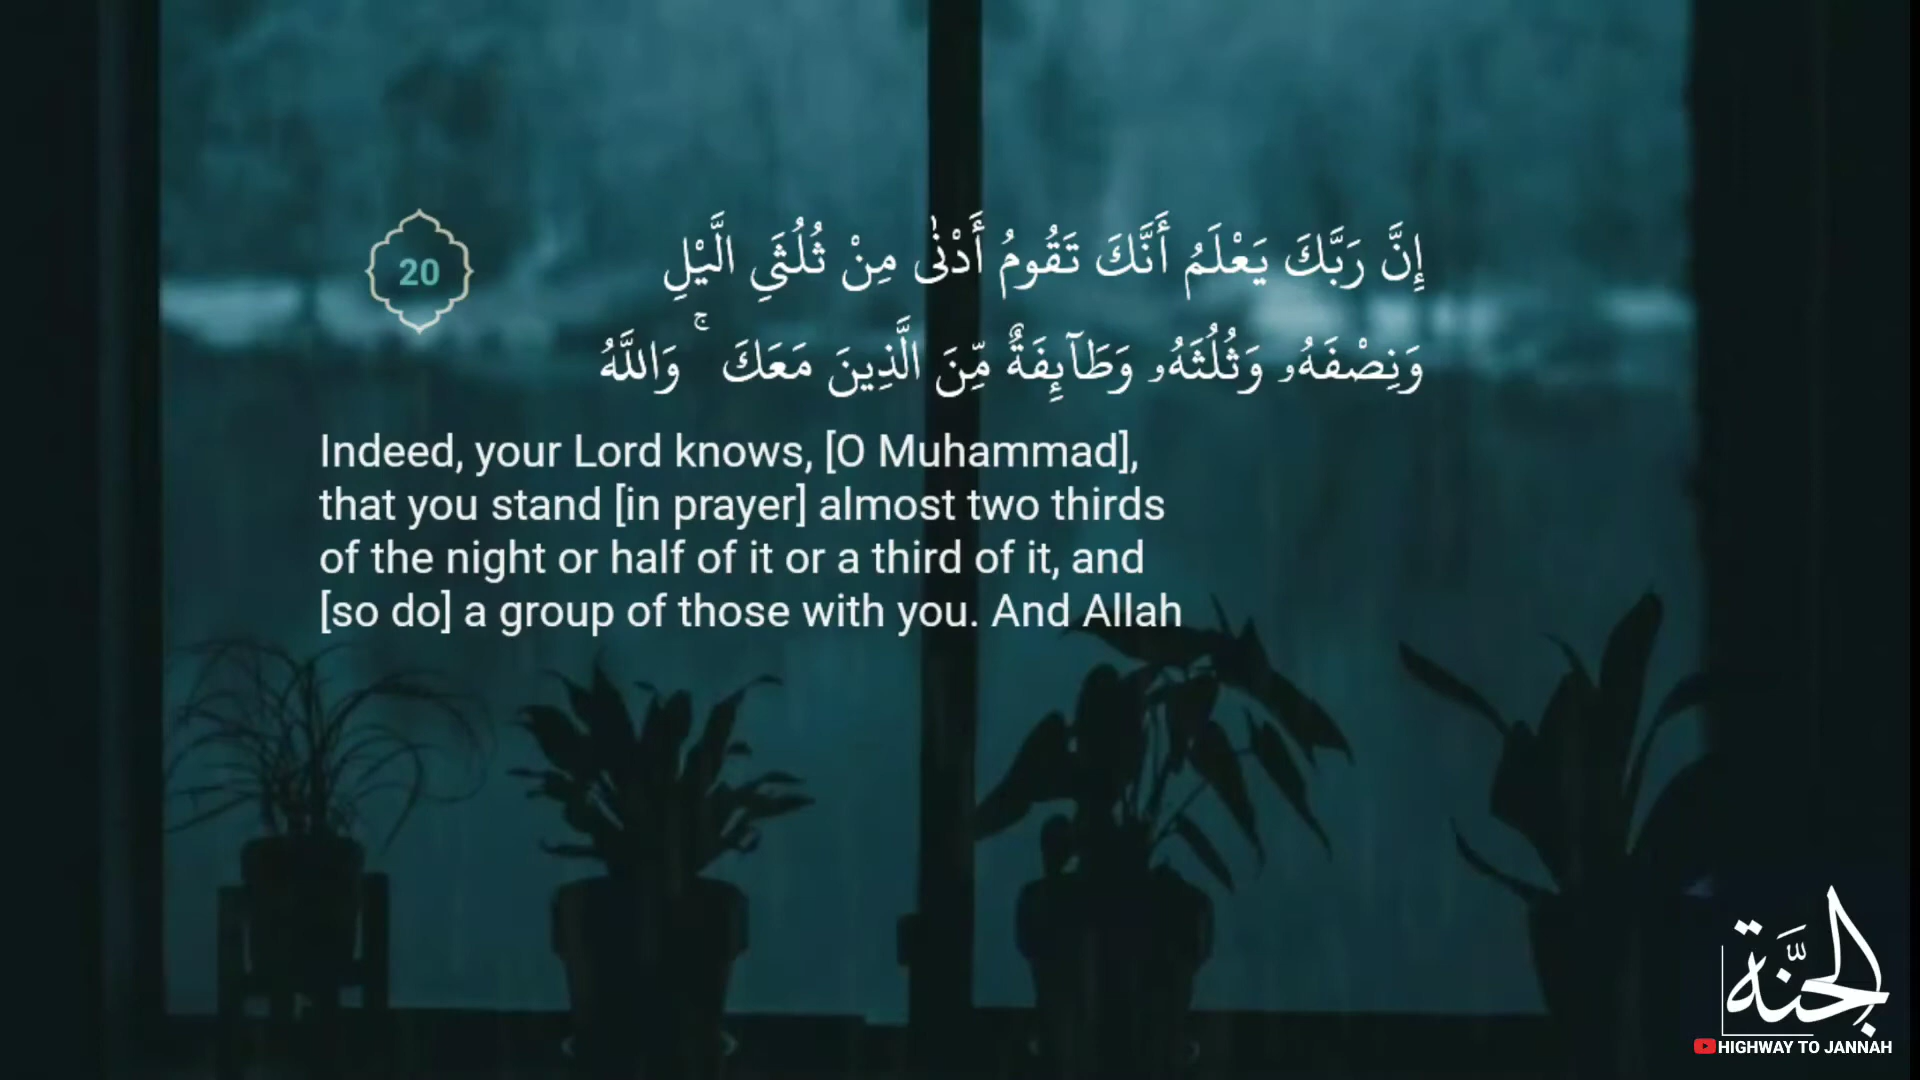 إِنَّ رَبَّكَ يَعْلَمُ أَنَّكَ تَقُومُ أَدْنَىٰ مِنْ ثُلُثَيِ الَّيْلِ
20
وَنِصْفَهُۥ وَثُلُثَهُۥ وَطَآئِفَةٌ مِّنَ الَّذِينَ مَعَكَ ۚ وَاللَّهُ
Indeed, your Lord knows, [O Muhammad],
that you stand [in prayer] almost two thirds
of the night or half of it or a third of it, and
[so do] a group of those with you. And Allah
الجنّة
HIGHWAY TO JANNAH